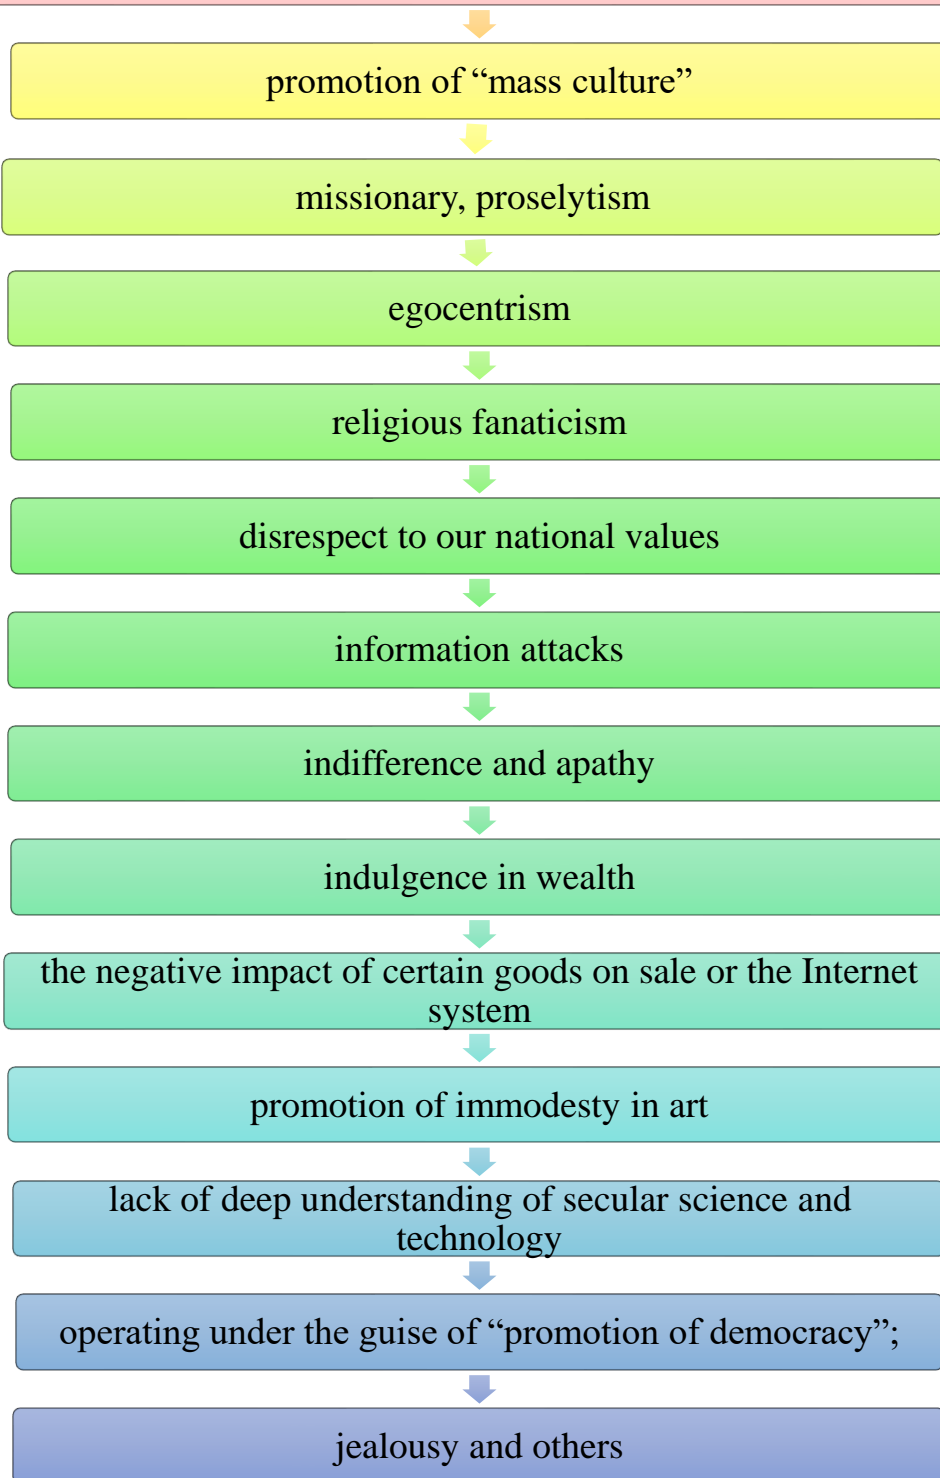 promotion of “mass culture”
missionary, proselytism
egocentrism
religious fanaticism
disrespect to our national values
information attacks
indifference and apathy
indulgence in wealth
the negative impact of certain goods on sale or the Internet
system
promotion of immodesty in art
lack of deep understanding of secular science and
technology
operating under the guise of “promotion of democracy”;
jealousy and others